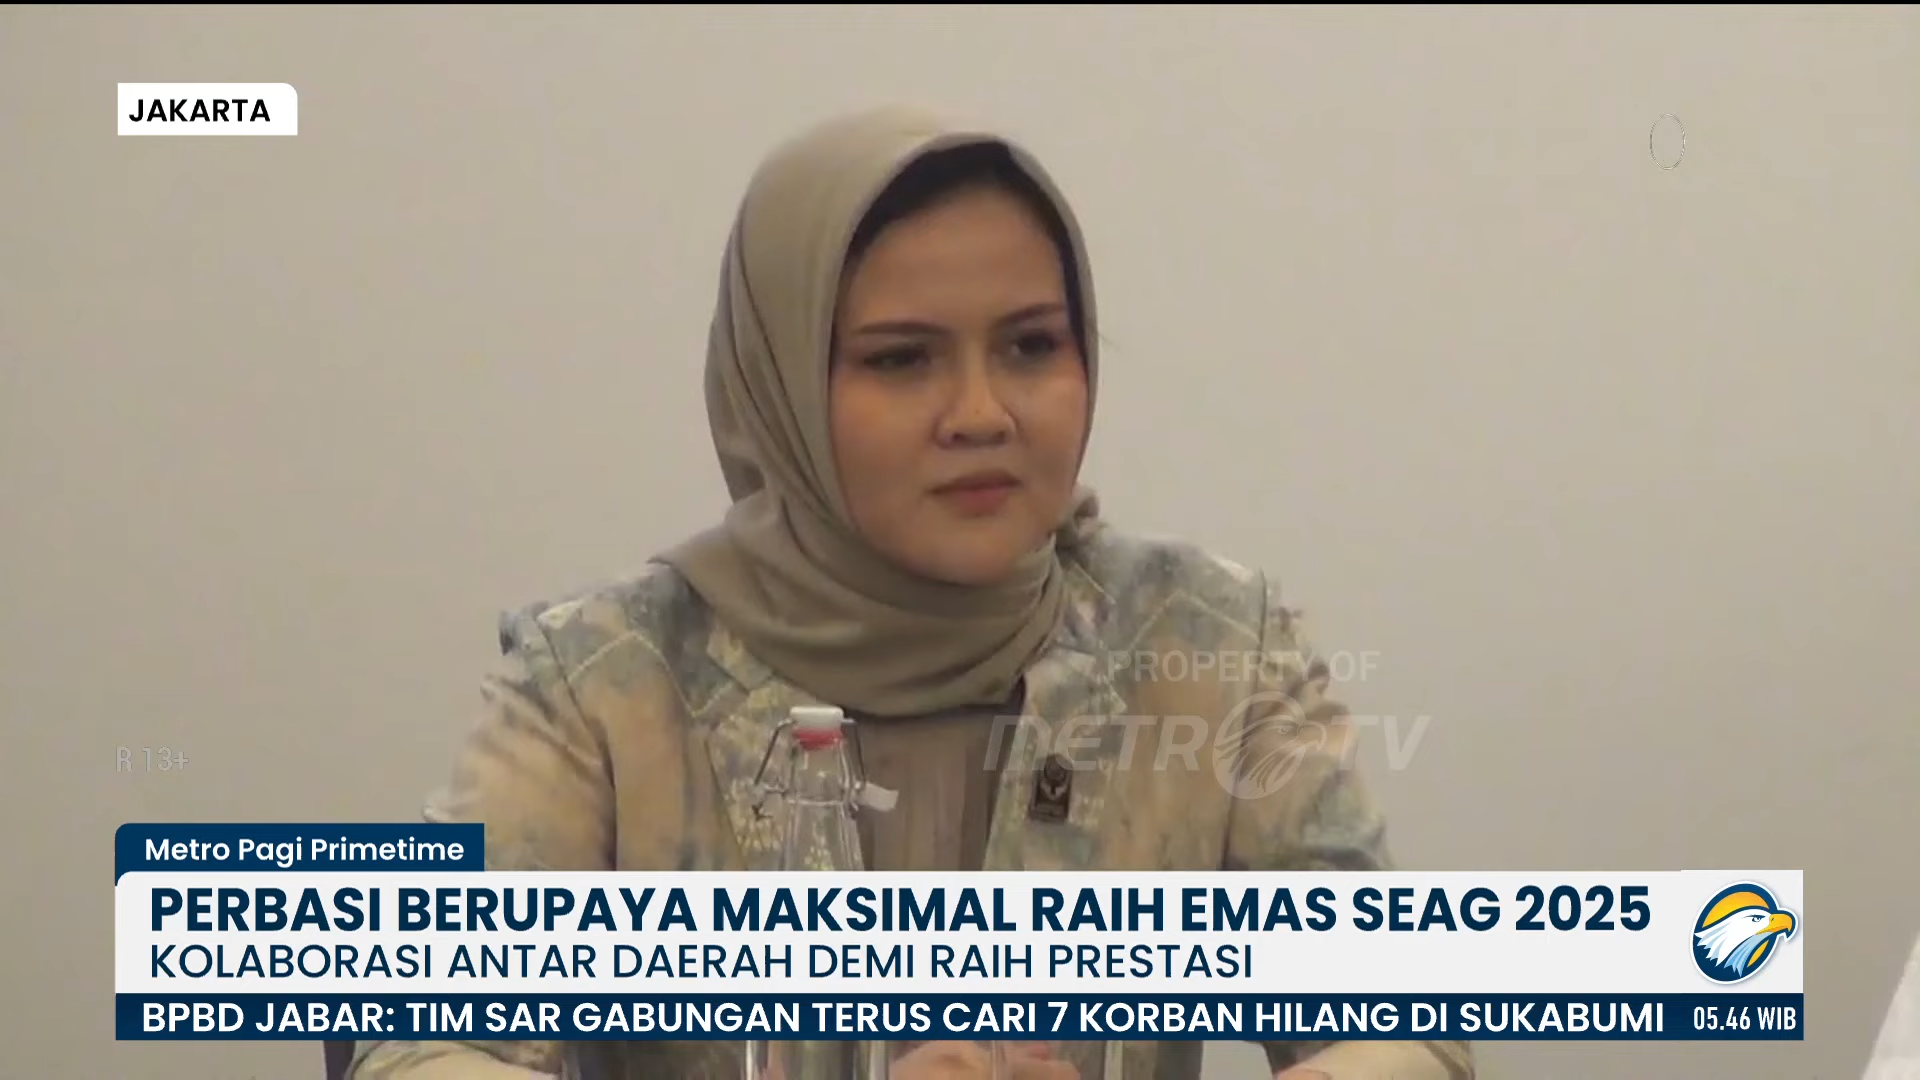 JAKARTA
PROPERTY OF
METRO TV
R 13+
Metro Pagi Primetime
PERBASI BERUPAYA MAKSIMAL RAIH EMAS SEAG 2025
KOLABORASI ANTAR DAERAH DEMI RAIH PRESTASI
BPBD JABAR: TIM SAR GABUNGAN TERUS CARI 7 KORBAN HILANG DI SUKABUMI
05.46 WIB